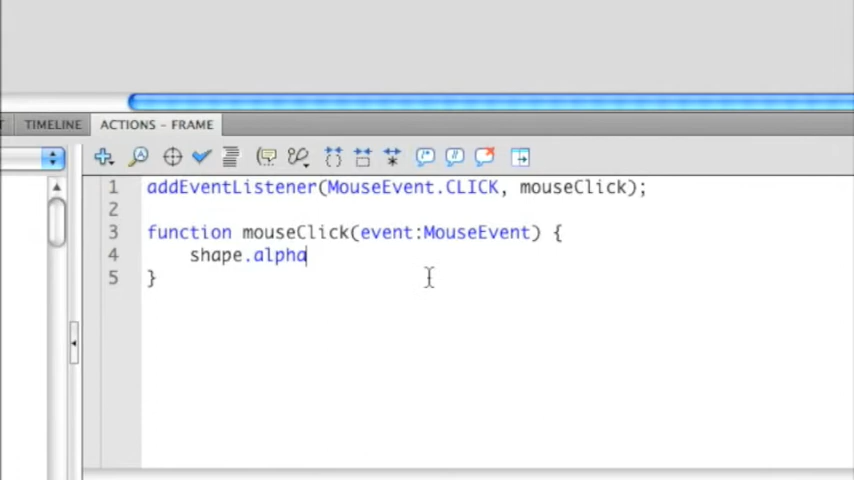 T TIMELINE ACTIONS - FRAME
1 addEventListener(MouseEvent.CLICK, mouseClick);
2
3 function mouseClick(event:MouseEvent) {
4 shape.alpha
5 }